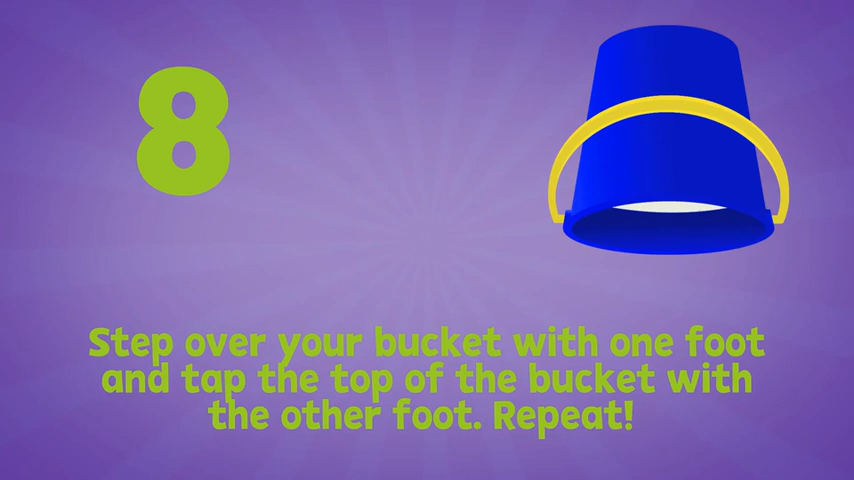 8
Step over your bucket with one foot
and tap the top of the bucket with
the other foot. Repeat!